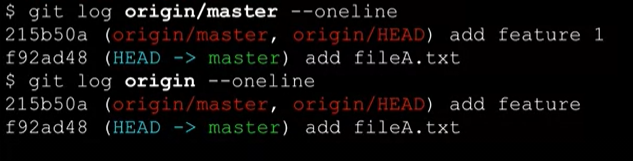 $ git log origin/master --oneline
215b50a (origin/master, origin/HEAD) add feature 1
f92ad48 (HEAD -> master) add fileA.txt
$ git log origin --oneline
215b50a (origin/master, origin/HEAD) add feature
f92ad48 (HEAD -> master) add fileA.txt